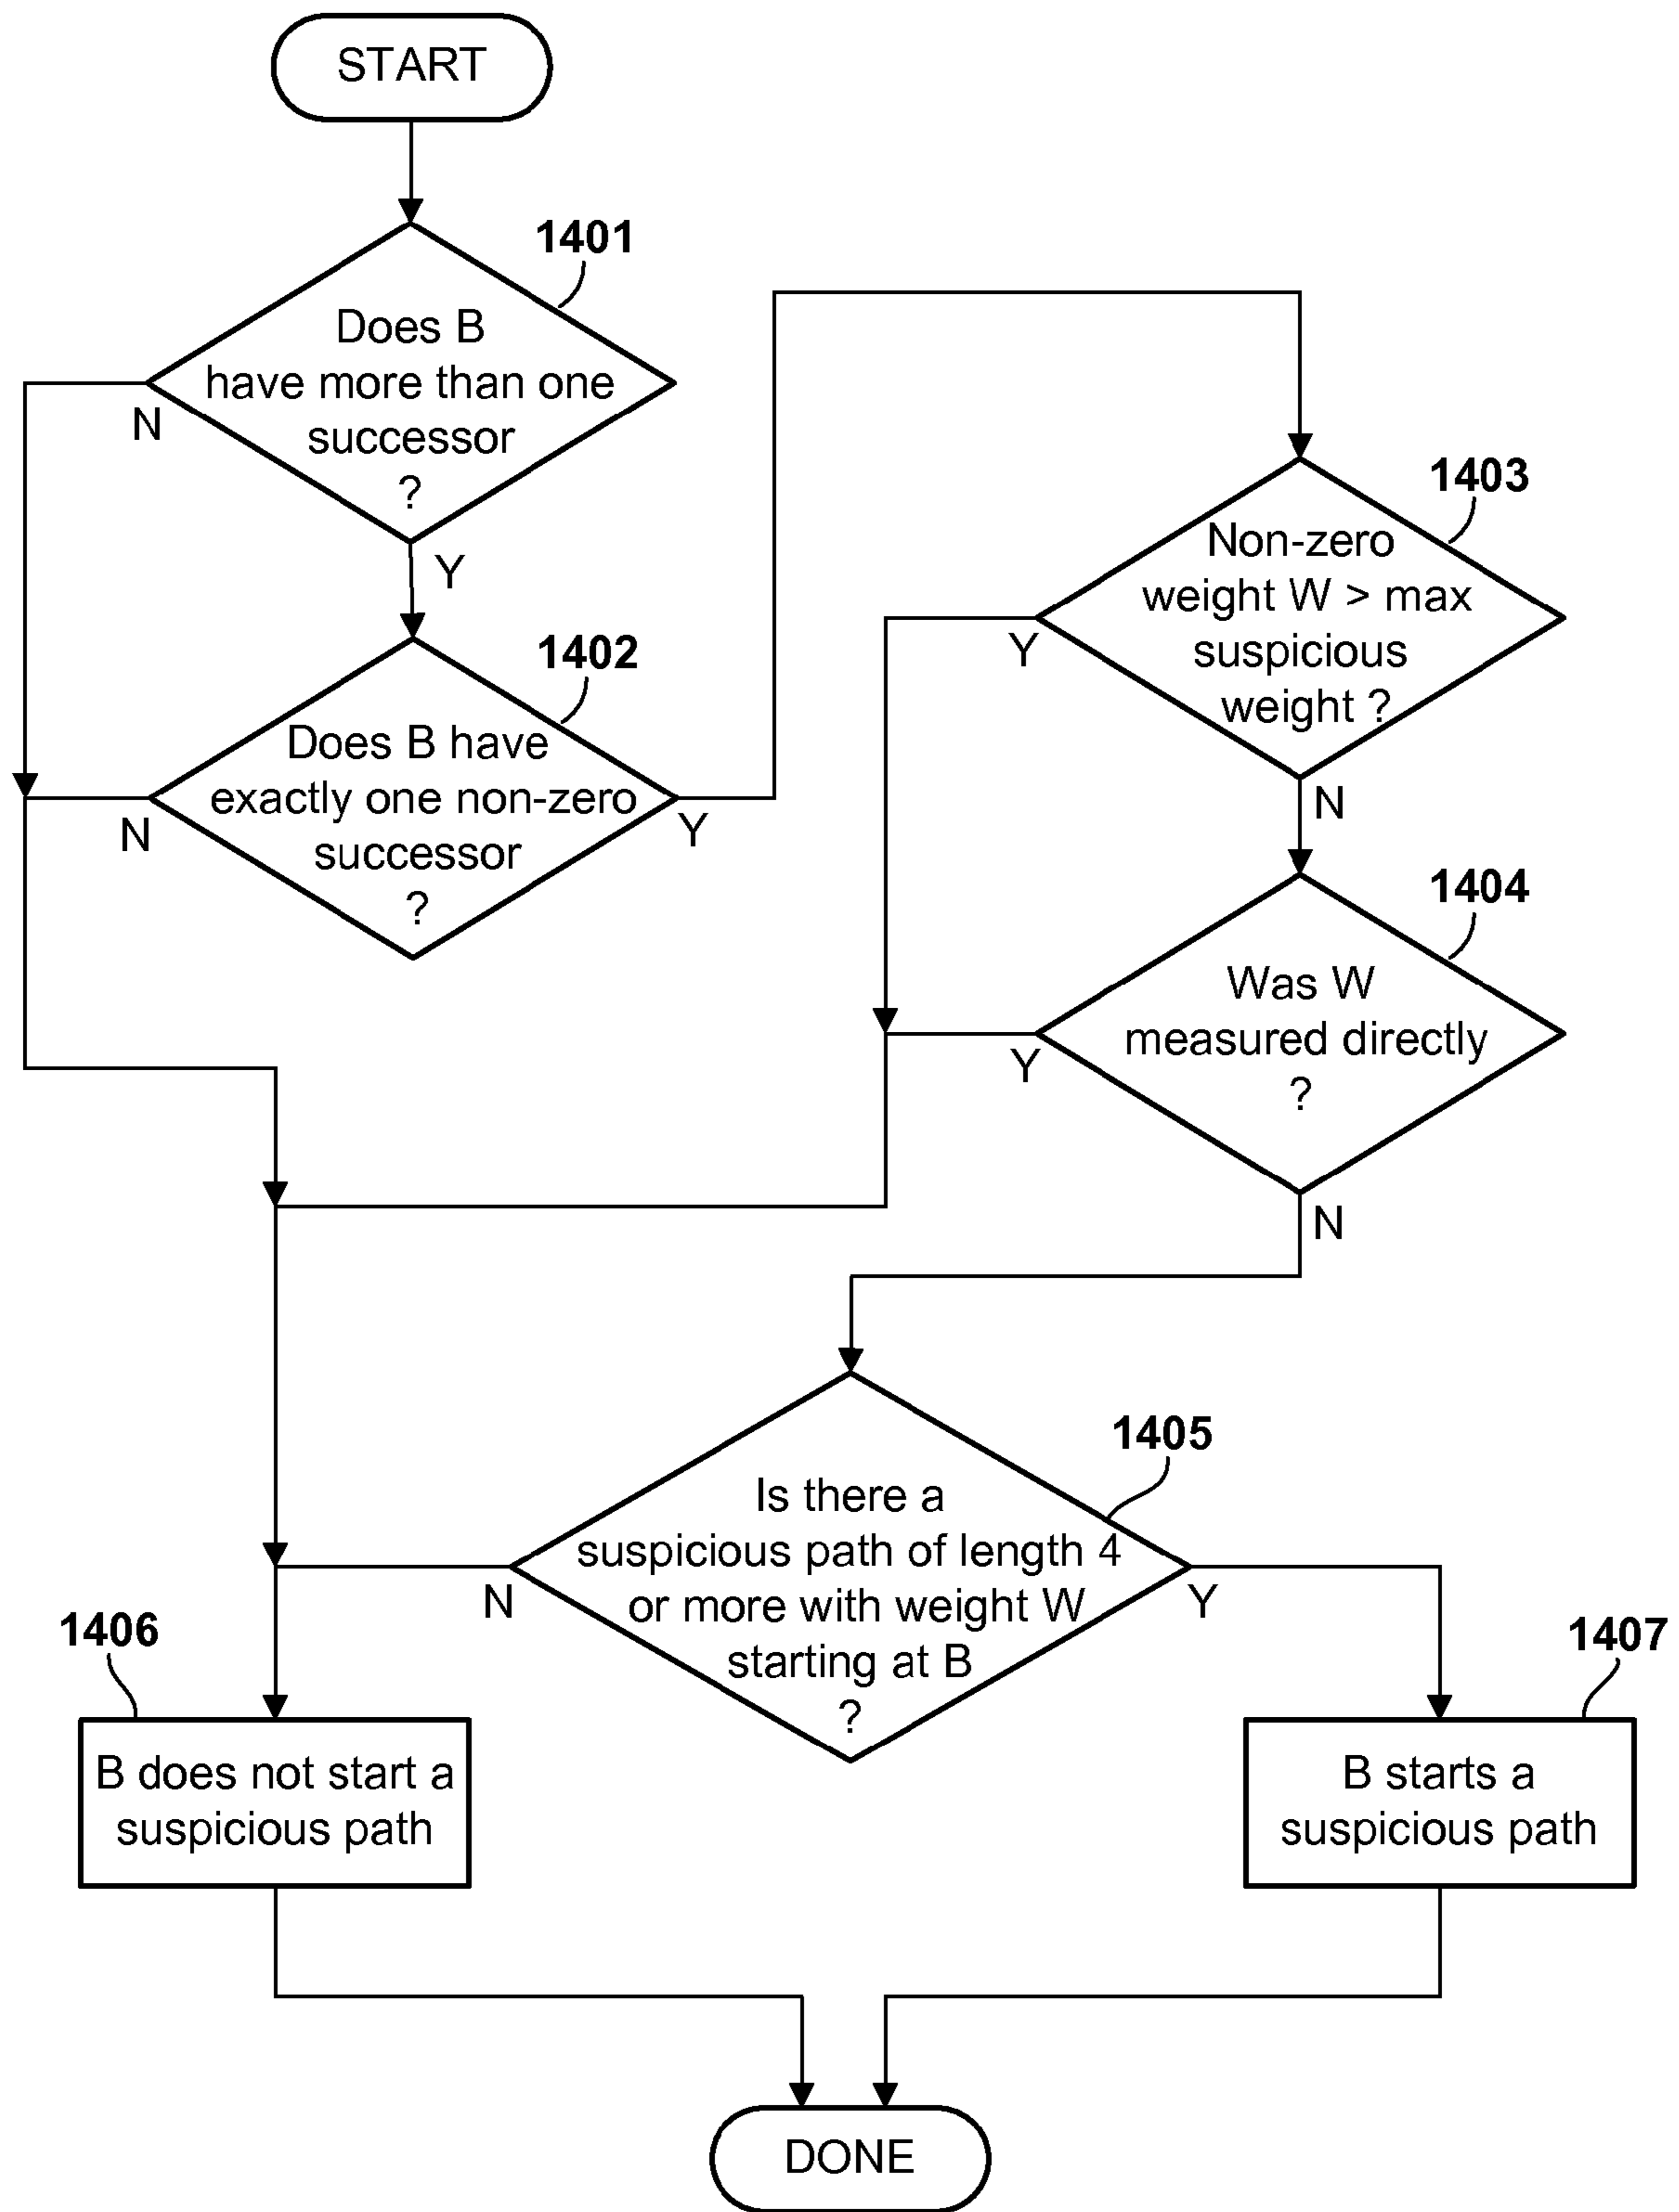 START
1401
Does B
have more than one
successor
?
N
Y
1402
Does B have
exactly one non-zero
successor
?
N
Y
1403
Non-zero
weight W > max
suspicious
weight ?
Y
N
1404
Was W
measured directly
?
Y
N
1405
Is there a
suspicious path of length 4
or more with weight W
starting at B
?
N
Y
1406
B does not start a
suspicious path
1407
B starts a
suspicious path
DONE